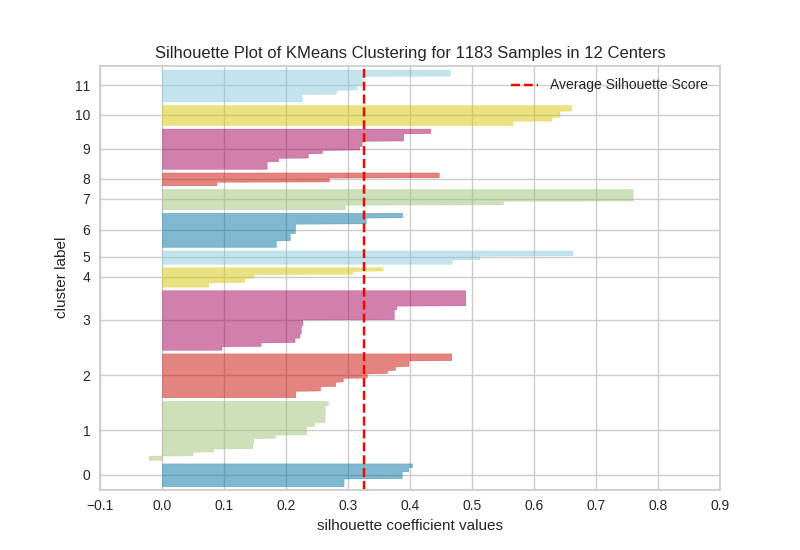 Silhouette Plot of KMeans Clustering for 1183 Samples in 12 Centers
Average Silhouette Score
cluster label
11
10
9
8
7
6
5
4
3
2
1
0
−0.1 0.0 0.1 0.2 0.3 0.4 0.5 0.6 0.7 0.8 0.9
silhouette coefficient values